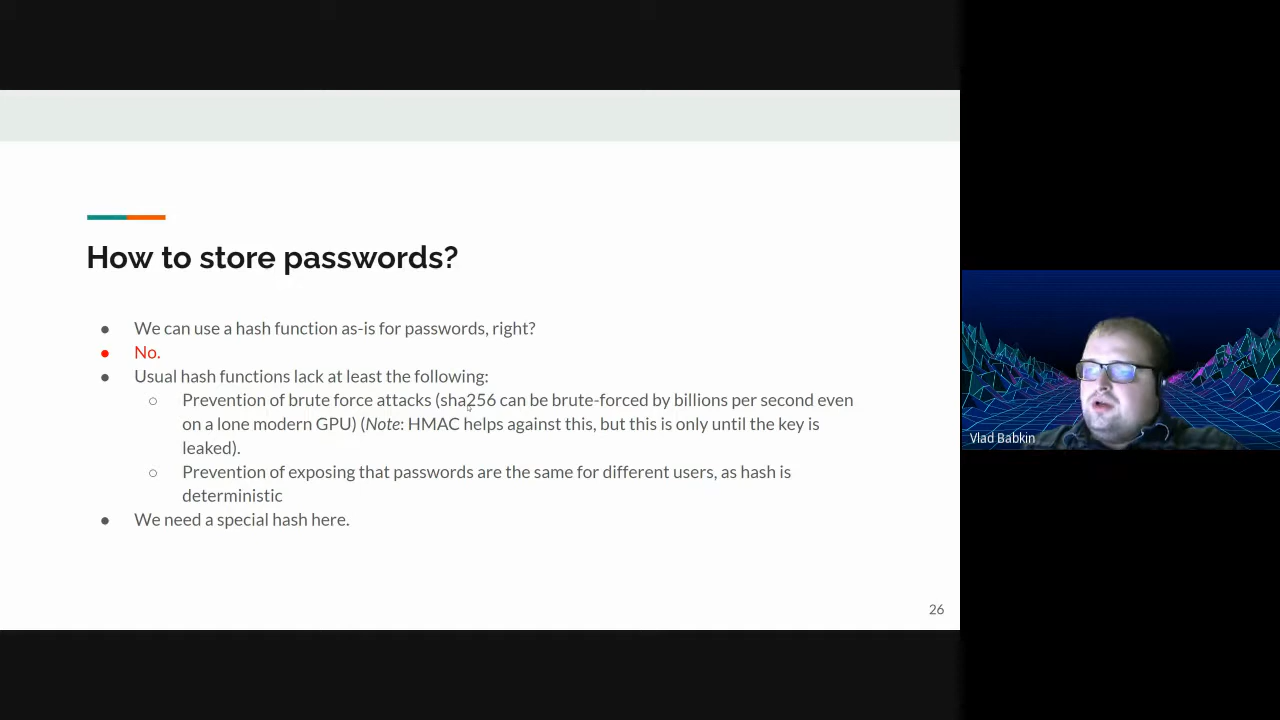 How to store passwords?
● We can use a hash function as-is for passwords, right?
● No.
● Usual hash functions lack at least the following:
○ Prevention of brute force attacks (sha256 can be brute-forced by billions per second even
on a lone modern GPU) (Note: HMAC helps against this, but this is only until the key is
leaked).
○ Prevention of exposing that passwords are the same for different users, as hash is
deterministic
● We need a special hash here.
26
Vlad Babkin